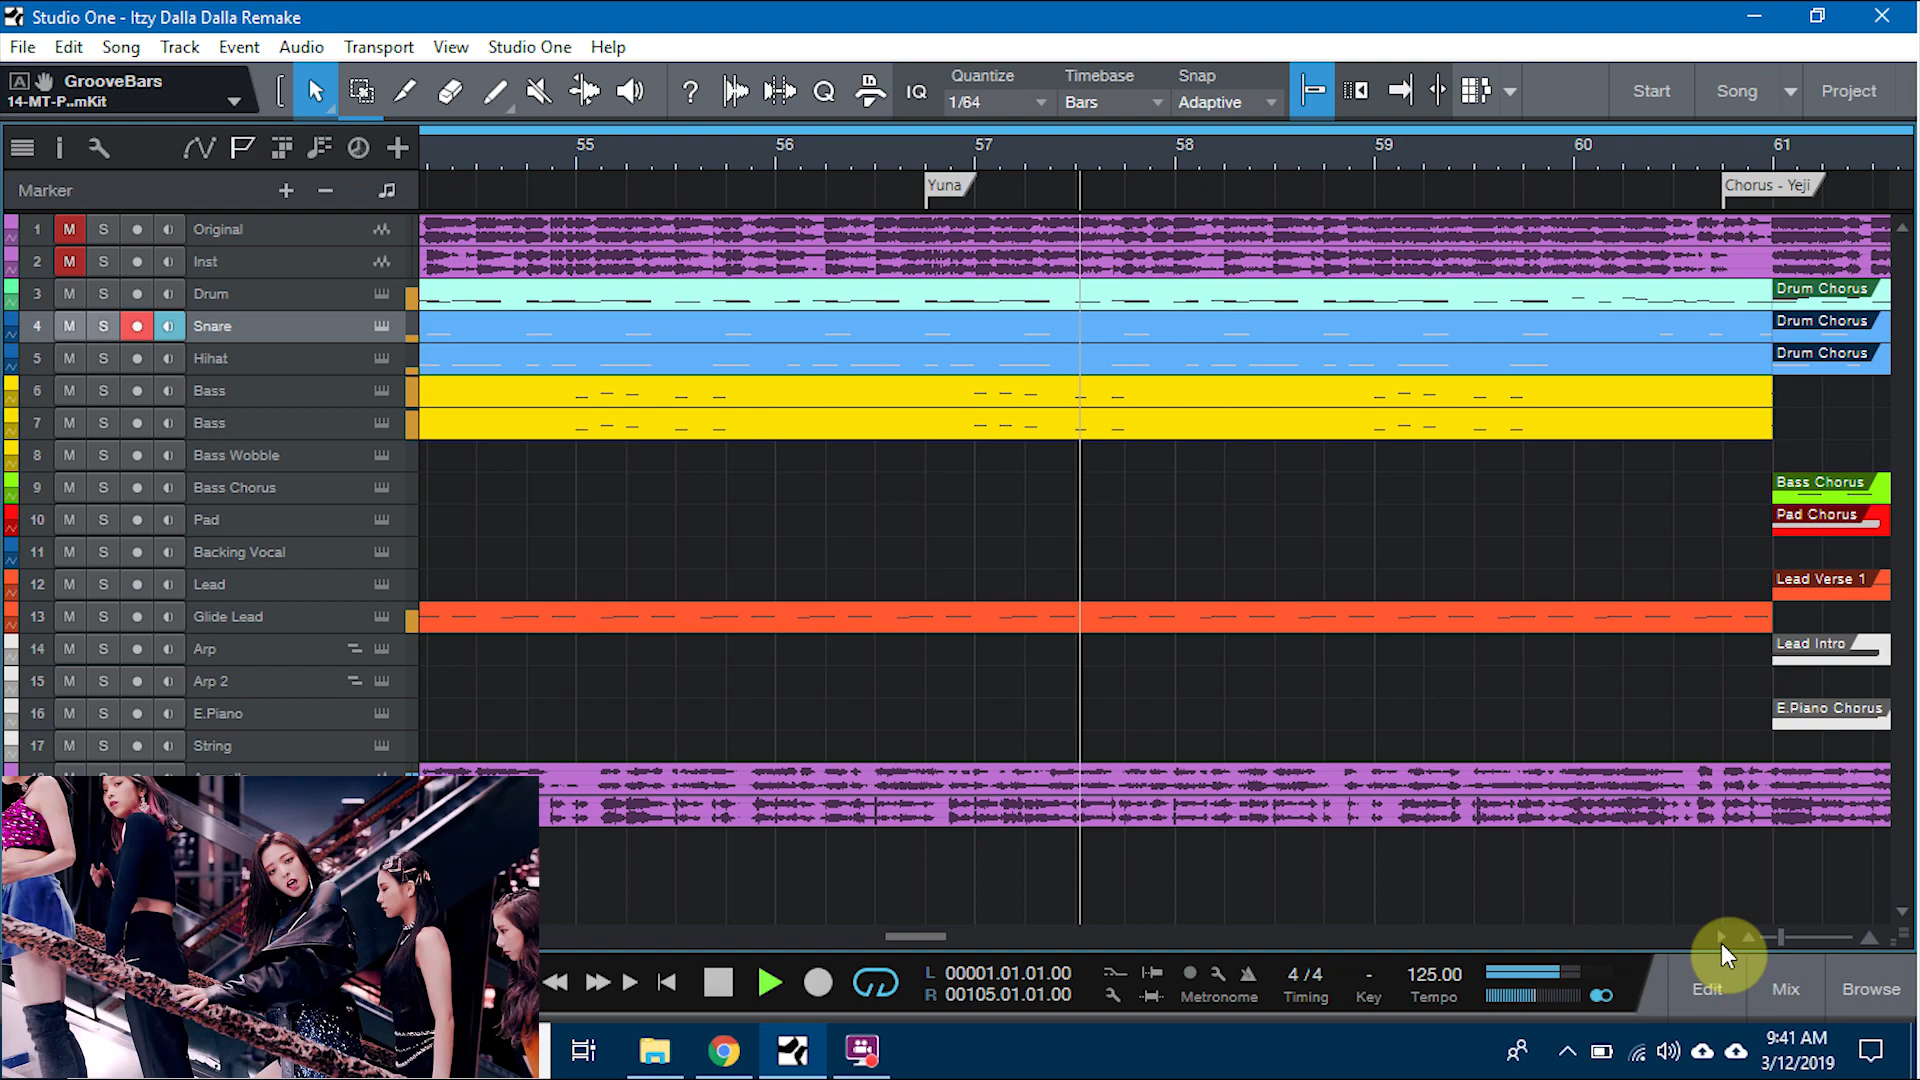 Studio One - Itzy Dalla Dalla Remake
File Edit Song Track Event Audio Transport View Studio One Help
A GrooveBars
14-MT-P..mKit
? Q IQ
Quantize Timebase Snap
1/64 Bars Adaptive
Start Song Project
55 56 57 58 59 60 61
Marker
Yuna Chorus - Yeji
1 M S Original
2 M S Inst
3 M S Drum Drum Chorus
4 M S Snare Drum Chorus
5 M S Hihat Drum Chorus
6 M S Bass
7 M S Bass
8 M S Bass Wobble
9 M S Bass Chorus Bass Chorus
10 M S Pad Pad Chorus
11 M S Backing Vocal
12 M S Lead Lead Verse 1
13 M S Glide Lead
14 M S Arp Lead Intro
15 M S Arp 2
16 M S E.Piano E.Piano Chorus
17 M S String
L 00001.01.01.00
R 00105.01.01.00
Metronome
4 / 4
Timing
-
Key
125.00
Tempo
Edit Mix Browse
9:41 AM
3/12/2019